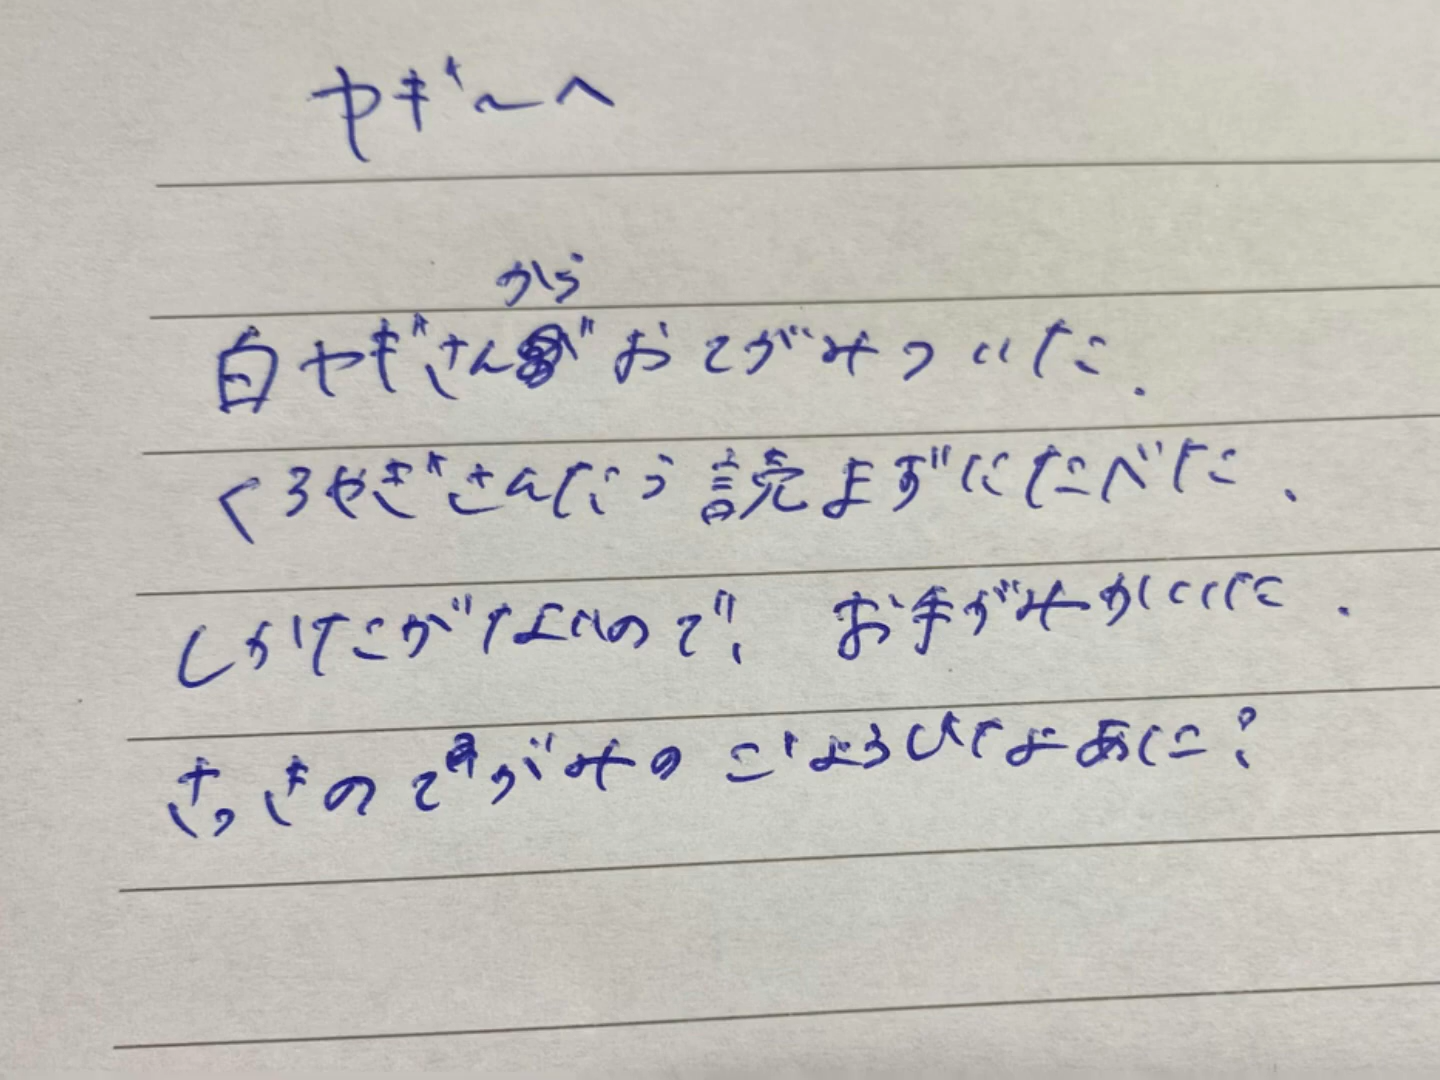 やぎ〜へ
白やぎさんからおてがみついた.
くろやぎさんたら読まずにたべた.
しかたがないので、お手がみかいた.
さっきのてがみのごようじなあに?